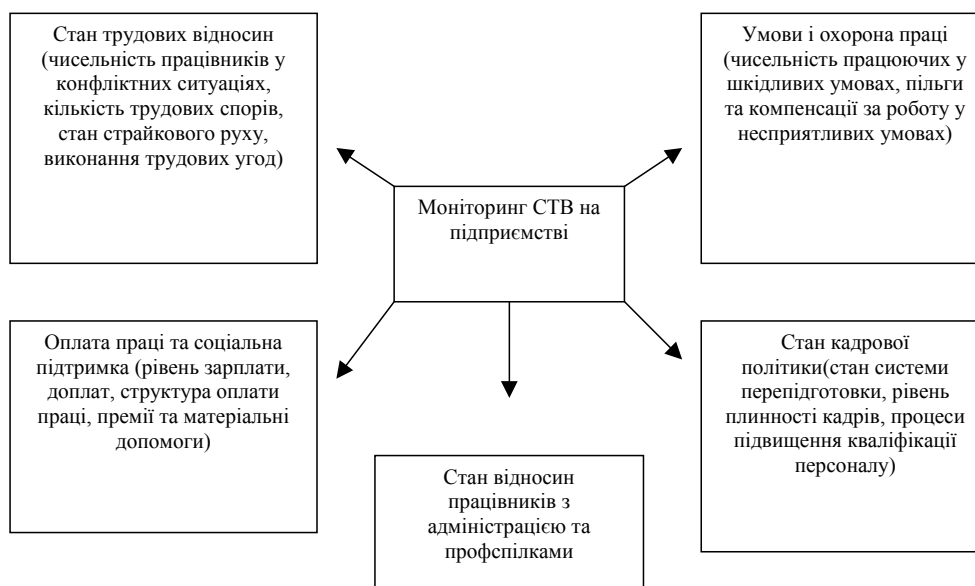 Стан трудових відносин
(чисельність працівників у
конфліктних ситуаціях,
кількість трудових спорів,
стан страйкового руху,
виконання трудових угод)
Умови і охорона праці
(чисельність працюючих у
шкідливих умовах, пільги
та компенсації за роботу у
несприятливих умовах)
Моніторинг СТВ на
підприємстві
Оплата праці та соціальна
підтримка (рівень зарплати,
доплат, структура оплати
праці, премії та матеріальні
допомоги)
Стан кадрової
політики(стан системи
перепідготовки, рівень
плинності кадрів, процеси
підвищення кваліфікації
персоналу)
Стан відносин
працівників з
адміністрацією та
профспілками